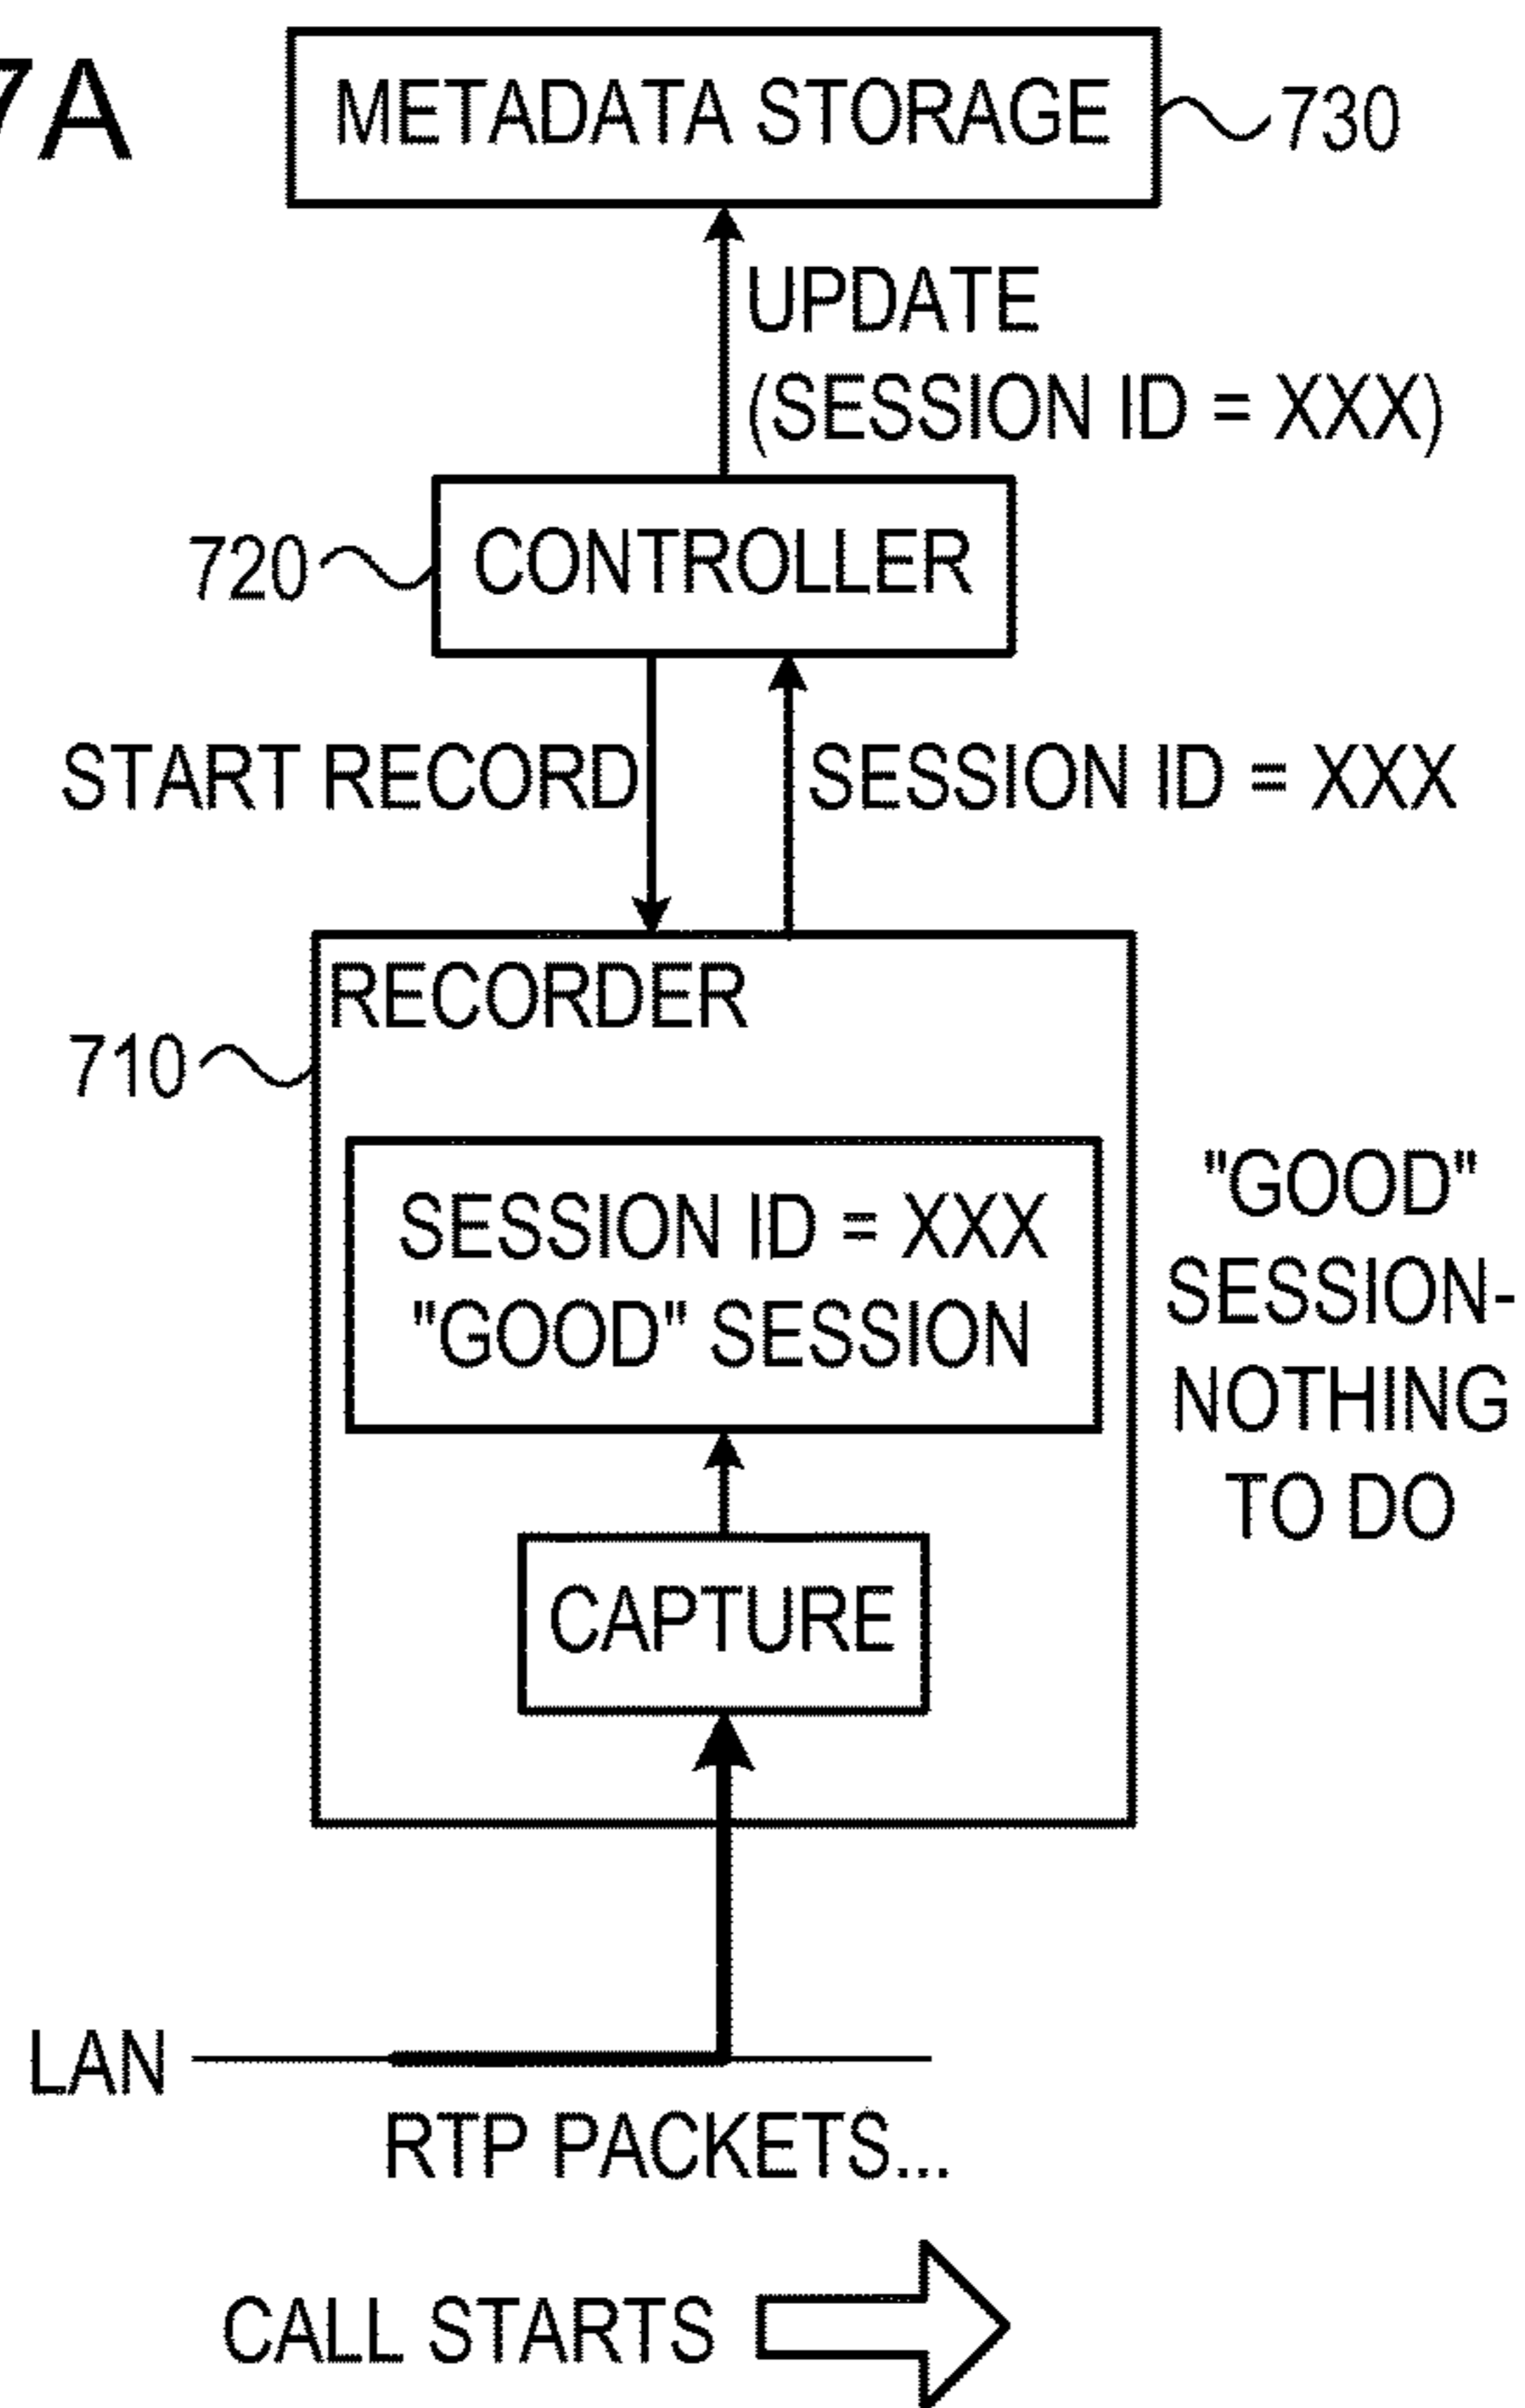 7A
METADATA STORAGE
730
UPDATE
(SESSION ID = XXX)
720
CONTROLLER
START RECORD
SESSION ID = XXX
RECORDER
710
SESSION ID = XXX
"GOOD" SESSION
"GOOD"
SESSION-
NOTHING
TO DO
CAPTURE
LAN
RTP PACKETS...
CALL STARTS